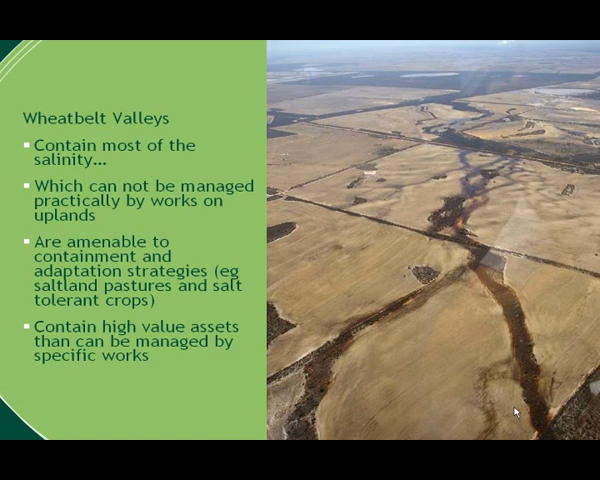 Wheatbelt Valleys
▪ Contain most of the
salinity...
▪ Which can not be managed
practically by works on
uplands
▪ Are amenable to
containment and
adaptation strategies (eg
saltland pastures and salt
tolerant crops)
▪ Contain high value assets
than can be managed by
specific works